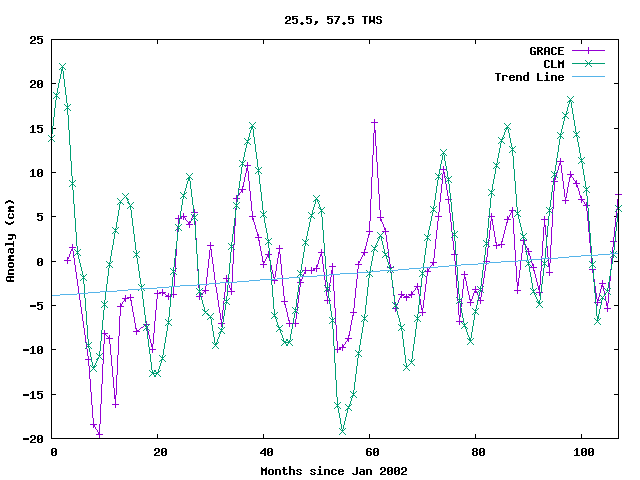 25.5, 57.5 TWS
GRACE
CLM
Trend Line
25
20
15
10
5
0
-5
-10
-15
-20
Anomaly (cm)
0 20 40 60 80 100
Months since Jan 2002